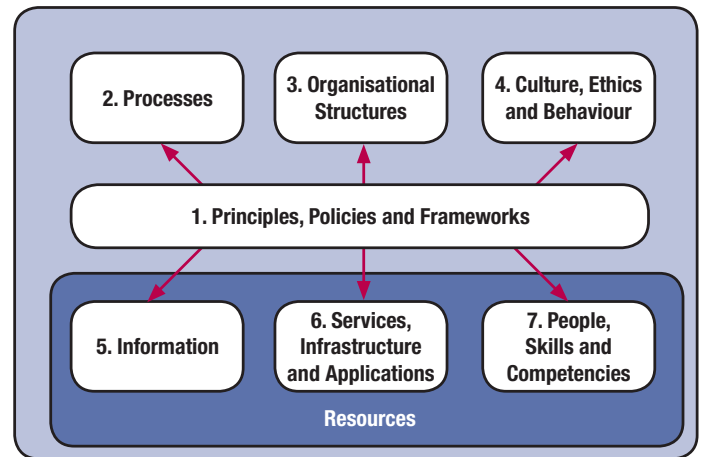 2. Processes
3. Organisational
Structures
4. Culture, Ethics
and Behaviour
1. Principles, Policies and Frameworks
5. Information
6. Services,
Infrastructure
and Applications
7. People,
Skills and
Competencies
Resources